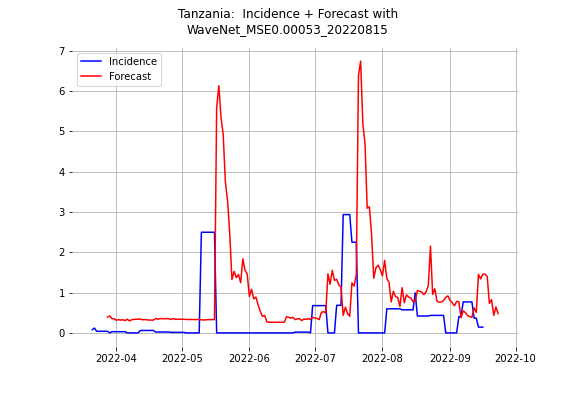 Tanzania:  Incidence + Forecast with
WaveNet_MSE0.00053_20220815
Incidence
Forecast
7
6
5
4
3
2
1
0
2022-04 2022-05 2022-06 2022-07 2022-08 2022-09 2022-10